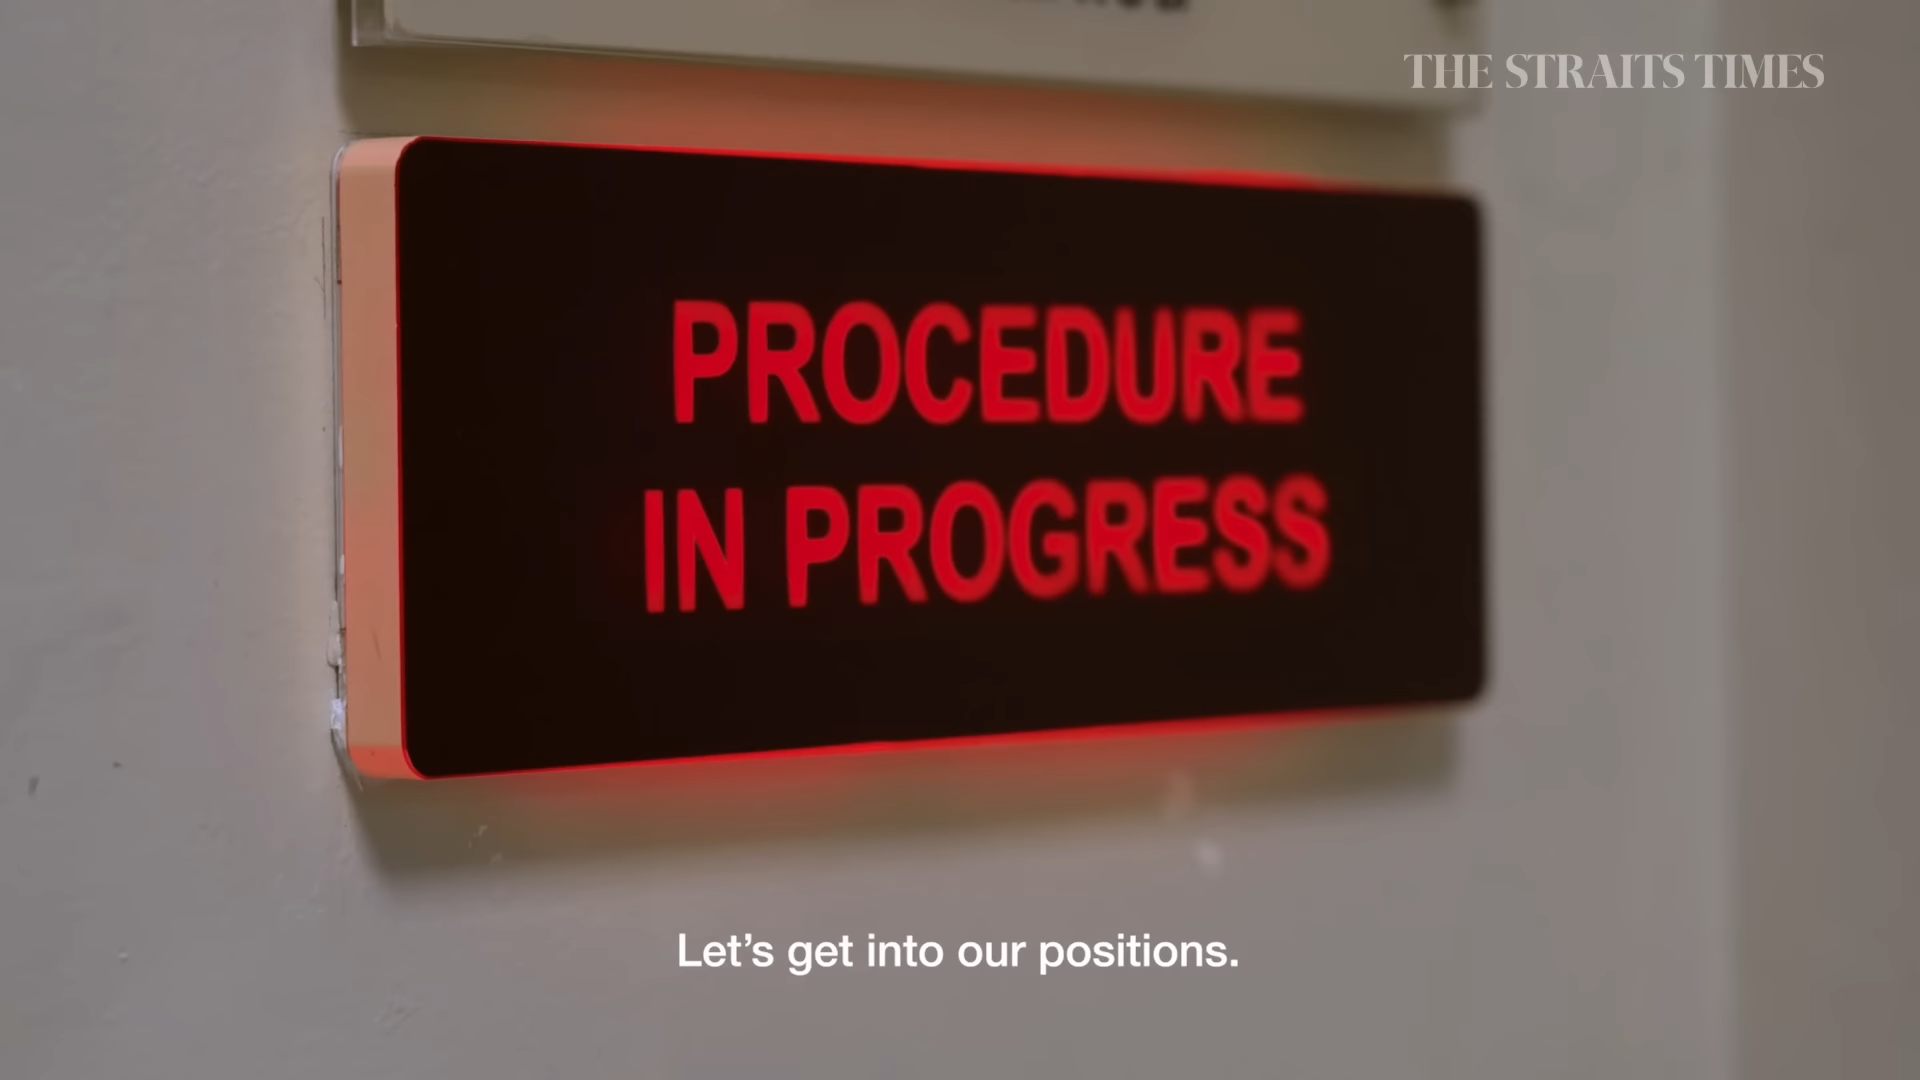 THE STRAITS TIMES
PROCEDURE
IN PROGRESS
Let's get into our positions.